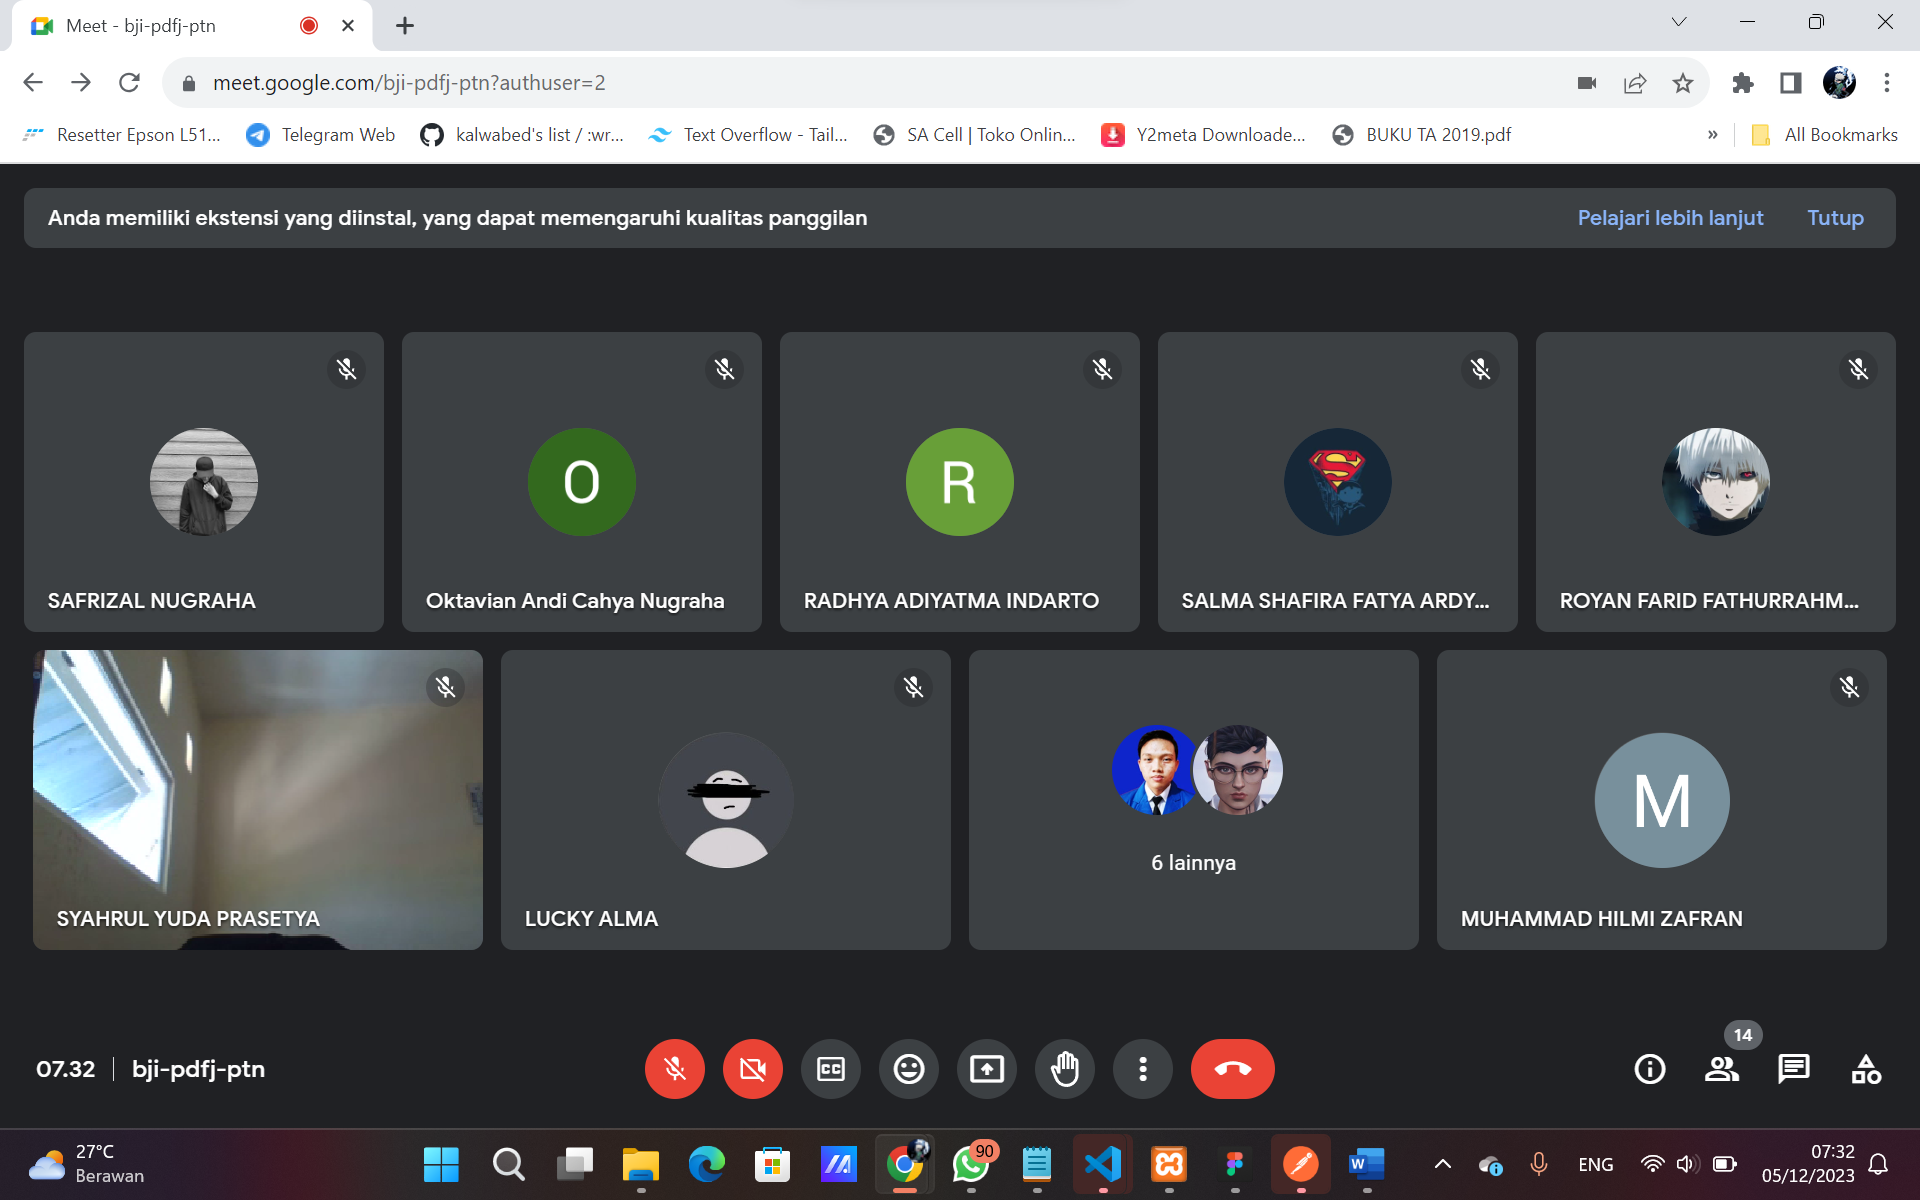 Meet - bji-pdfj-ptn
meet.google.com/bji-pdfj-ptn?authuser=2
Resetter Epson L51...
Telegram Web
kalwabed's list / :wr...
Text Overflow - Tail...
SA Cell | Toko Onlin...
Y2meta Downloade...
BUKU TA 2019.pdf
»
All Bookmarks
Anda memiliki ekstensi yang diinstal, yang dapat memengaruhi kualitas panggilan
Pelajari lebih lanjut
Tutup
O
R
S
SAFRIZAL NUGRAHA
Oktavian Andi Cahya Nugraha
RADHYA ADIYATMA INDARTO
SALMA SHAFIRA FATYA ARDY...
ROYAN FARID FATHURRAHM...
M
6 lainnya
SYAHRUL YUDA PRASETYA
LUCKY ALMA
MUHAMMAD HILMI ZAFRAN
07.32
bji-pdfj-ptn
CC
14
27°C
Berawan
90
W
ENG
07:32
05/12/2023